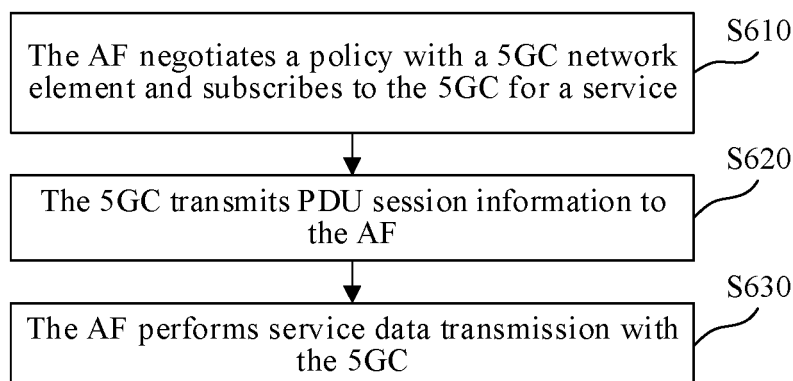 S610
The AF negotiates a policy with a 5GC network
element and subscribes to the 5GC for a service
S620
The 5GC transmits PDU session information to
the AF
S630
The AF performs service data transmission with
the 5GC